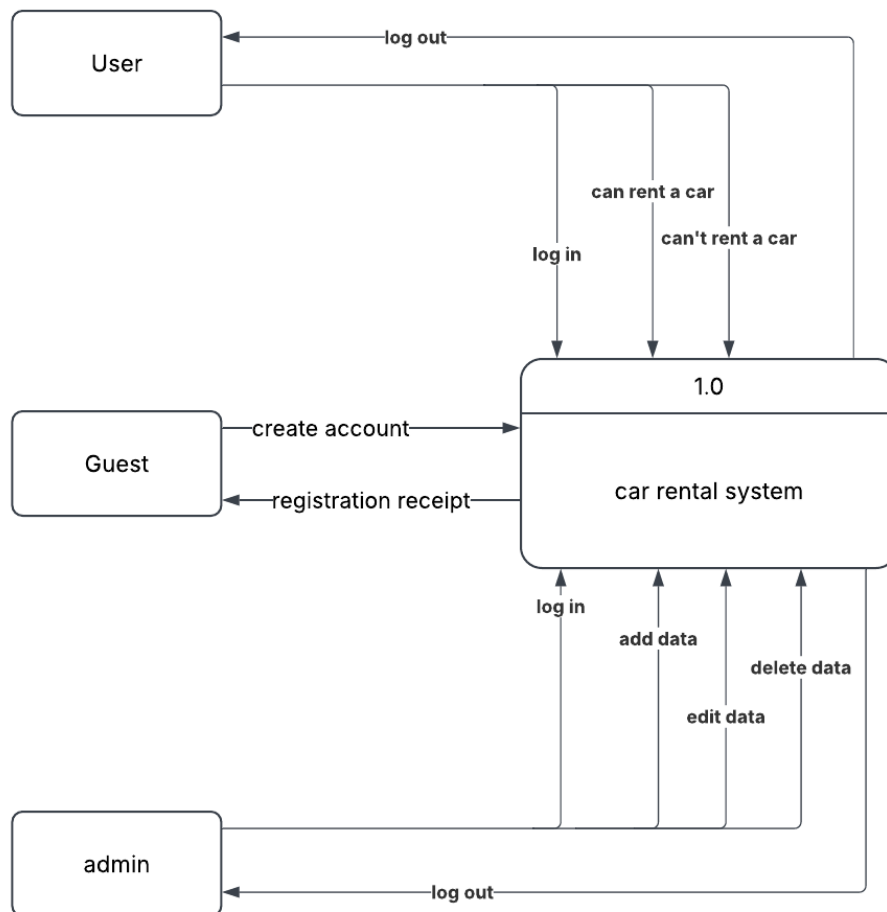 log out
User
can rent a car
can't rent a car
log in
1.0
create account
Guest
car rental system
registration receipt
log in
add data
delete data
edit data
admin
log out